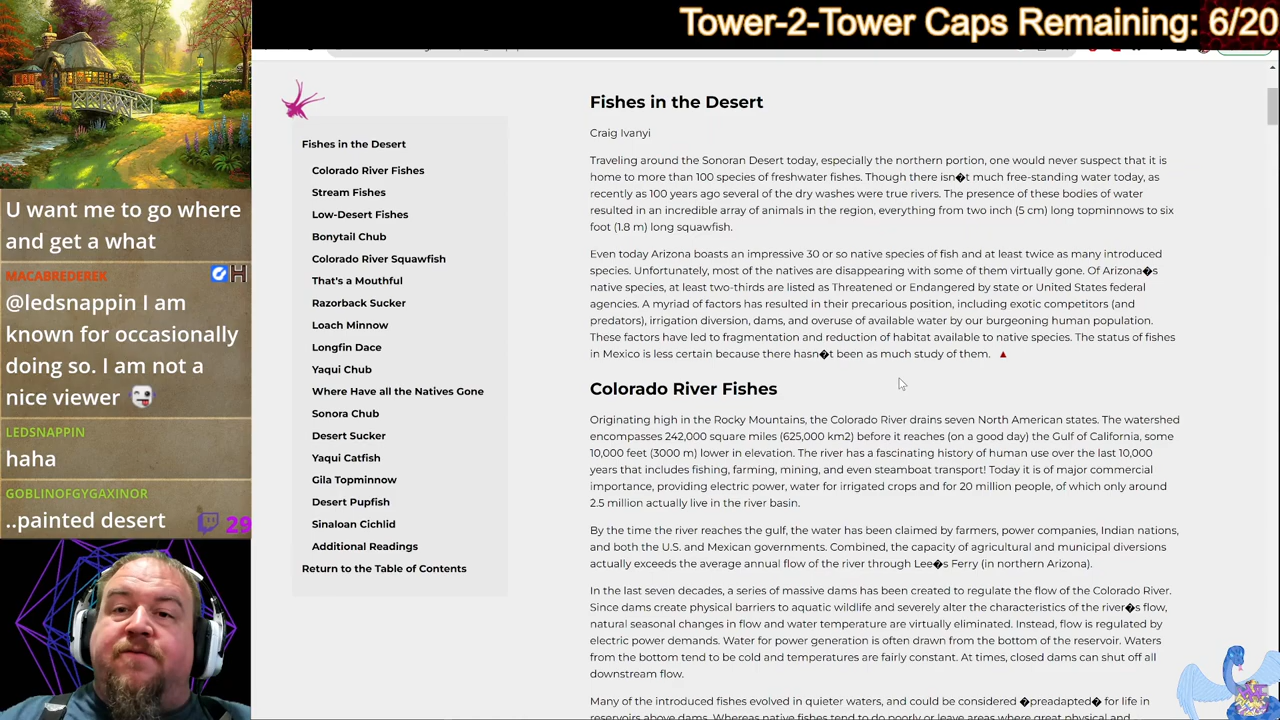 Tower-2-Tower Caps Remaining: 6/20
U want me to go where
and get a what
MACABREDEREK
@ledsnappin I am
known for occasionally
doing so. I am not a
nice viewer
LEDSNAPPIN
haha
GOBLINOFGYGAXINOR
..painted desert
29
Fishes in the Desert
Colorado River Fishes
Stream Fishes
Low-Desert Fishes
Bonytail Chub
Colorado River Squawfish
That's a Mouthful
Razorback Sucker
Loach Minnow
Longfin Dace
Yaqui Chub
Where Have all the Natives Gone
Sonora Chub
Desert Sucker
Yaqui Catfish
Gila Topminnow
Desert Pupfish
Sinaloan Cichlid
Additional Readings
Return to the Table of Contents
Fishes in the Desert
Craig Ivanyi
Traveling around the Sonoran Desert today, especially the northern portion, one would never suspect that it is
home to more than 100 species of freshwater fishes. Though there isn�t much free-standing water today, as
recently as 100 years ago several of the dry washes were true rivers. The presence of these bodies of water
resulted in an incredible array of animals in the region, everything from two inch (5 cm) long topminnows to six
foot (1.8 m) long squawfish.
Even today Arizona boasts an impressive 30 or so native species of fish and at least twice as many introduced
species. Unfortunately, most of the natives are disappearing with some of them virtually gone. Of Arizona�s
native species, at least two-thirds are listed as Threatened or Endangered by state or United States federal
agencies. A myriad of factors has resulted in their precarious position, including exotic competitors (and
predators), irrigation diversion, dams, and overuse of available water by our burgeoning human population.
These factors have led to fragmentation and reduction of habitat available to native species. The status of fishes
in Mexico is less certain because there hasn�t been as much study of them. ▲
Colorado River Fishes
Originating high in the Rocky Mountains, the Colorado River drains seven North American states. The watershed
encompasses 242,000 square miles (625,000 km2) before it reaches (on a good day) the Gulf of California, some
10,000 feet (3000 m) lower in elevation. The river has a fascinating history of human use over the last 10,000
years that includes fishing, farming, mining, and even steamboat transport! Today it is of major commercial
importance, providing electric power, water for irrigated crops and for 20 million people, of which only around
2.5 million actually live in the river basin.
By the time the river reaches the gulf, the water has been claimed by farmers, power companies, Indian nations,
and both the U.S. and Mexican governments. Combined, the capacity of agricultural and municipal diversions
actually exceeds the average annual flow of the river through Lee�s Ferry (in northern Arizona).
In the last seven decades, a series of massive dams has been created to regulate the flow of the Colorado River.
Since dams create physical barriers to aquatic wildlife and severely alter the characteristics of the river�s flow,
natural seasonal changes in flow and water temperature are virtually eliminated. Instead, flow is regulated by
electric power demands. Water for power generation is often drawn from the bottom of the reservoir. Waters
from the bottom tend to be cold and temperatures are fairly constant. At times, closed dams can shut off all
downstream flow.
Many of the introduced fishes evolved in quieter waters, and could be considered �preadapted� for life in
reservoirs above dams. Whereas native fishes tend to do poorly or leave areas where great physical and